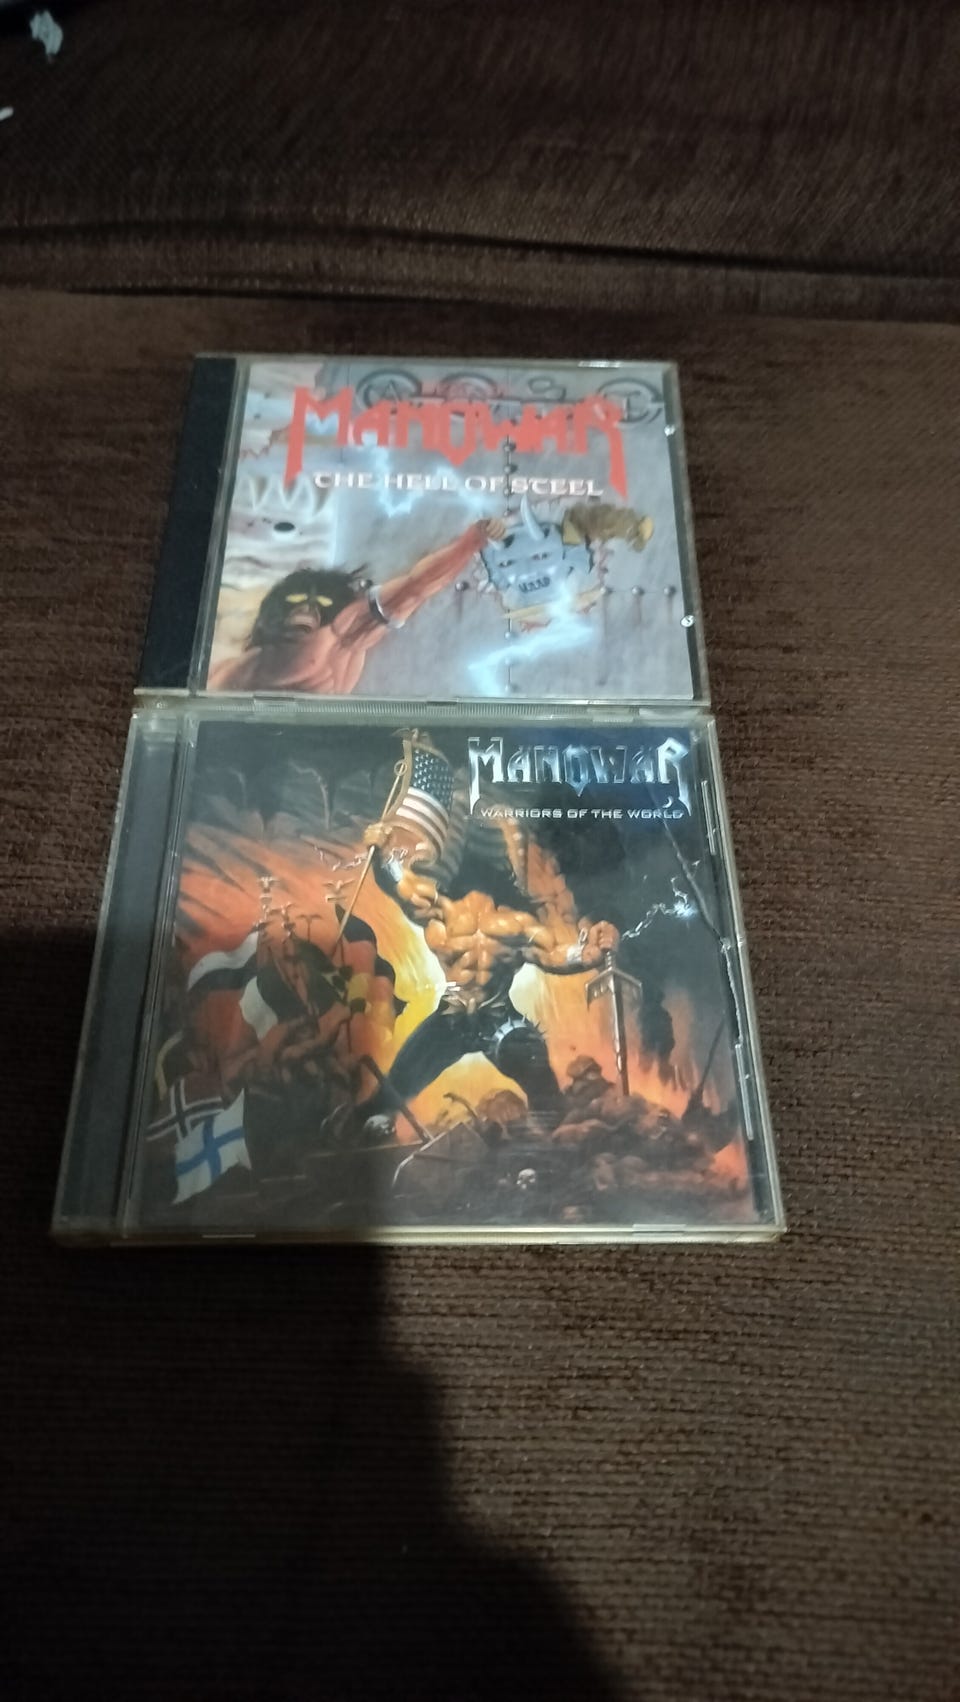 MANOWAR
THE HELL OF STEEL
MANOWAR
WARRIORS OF THE WORLD